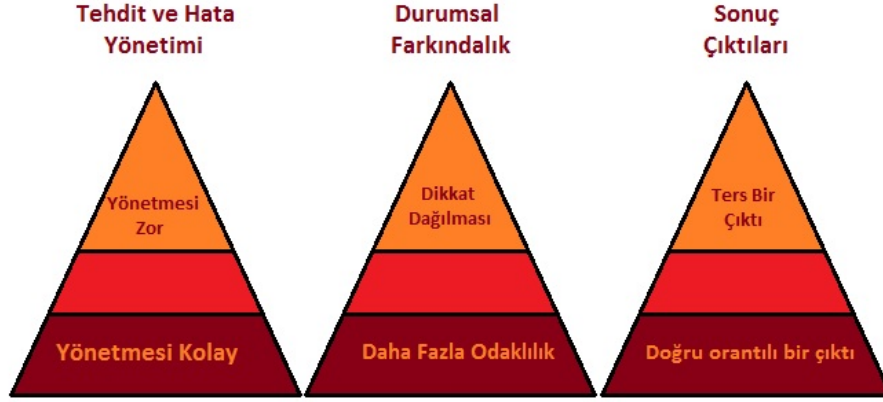 Tehdit ve Hata
Yönetimi
Durumsal
Farkındalık
Sonuç
Çıktıları
Yönetmesi
Zor
Dikkat
Dağılması
Ters Bir
Çıktı
Yönetmesi Kolay
Daha Fazla Odaklılık
Doğru orantılı bir çıktı